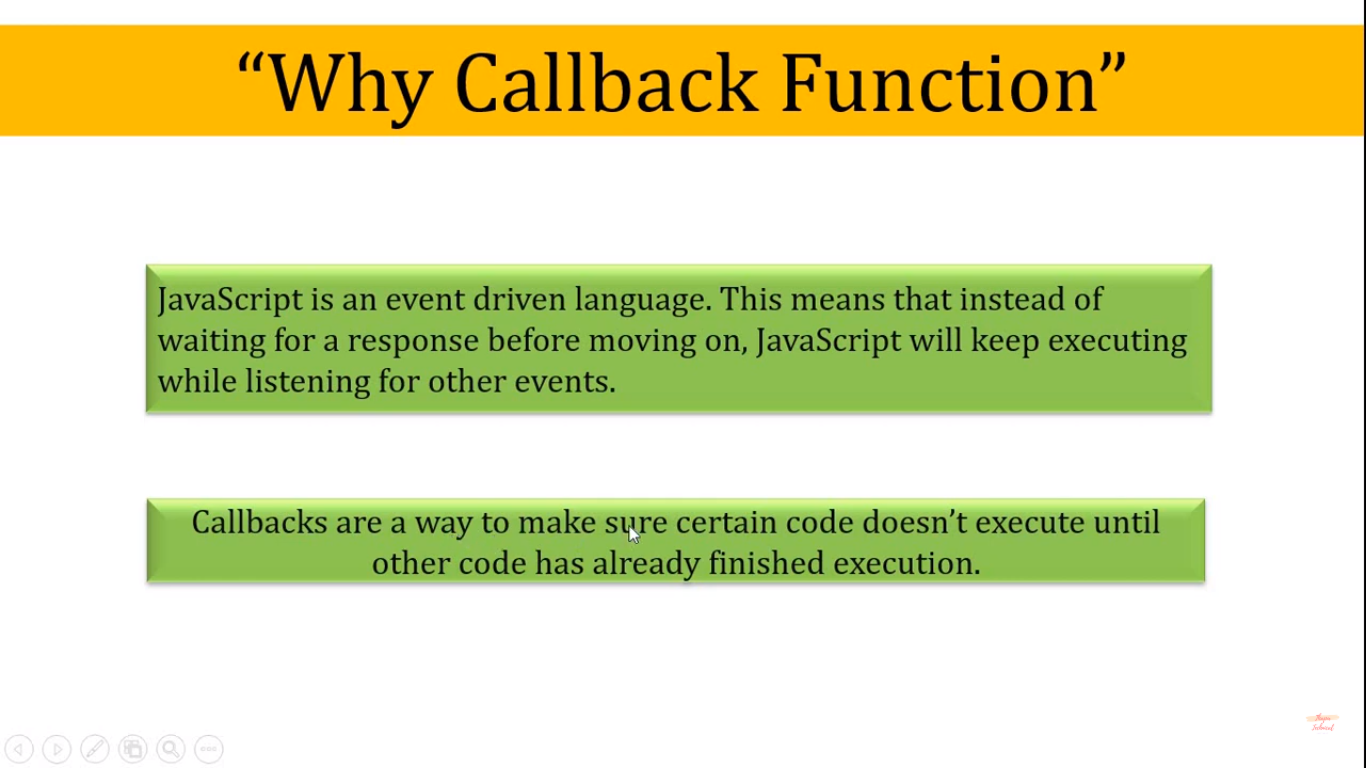 “Why Callback Function”
JavaScript is an event driven language. This means that instead of
waiting for a response before moving on, JavaScript will keep executing
while listening for other events.
Callbacks are a way to make sure certain code doesn’t execute until
other code has already finished execution.
Technical